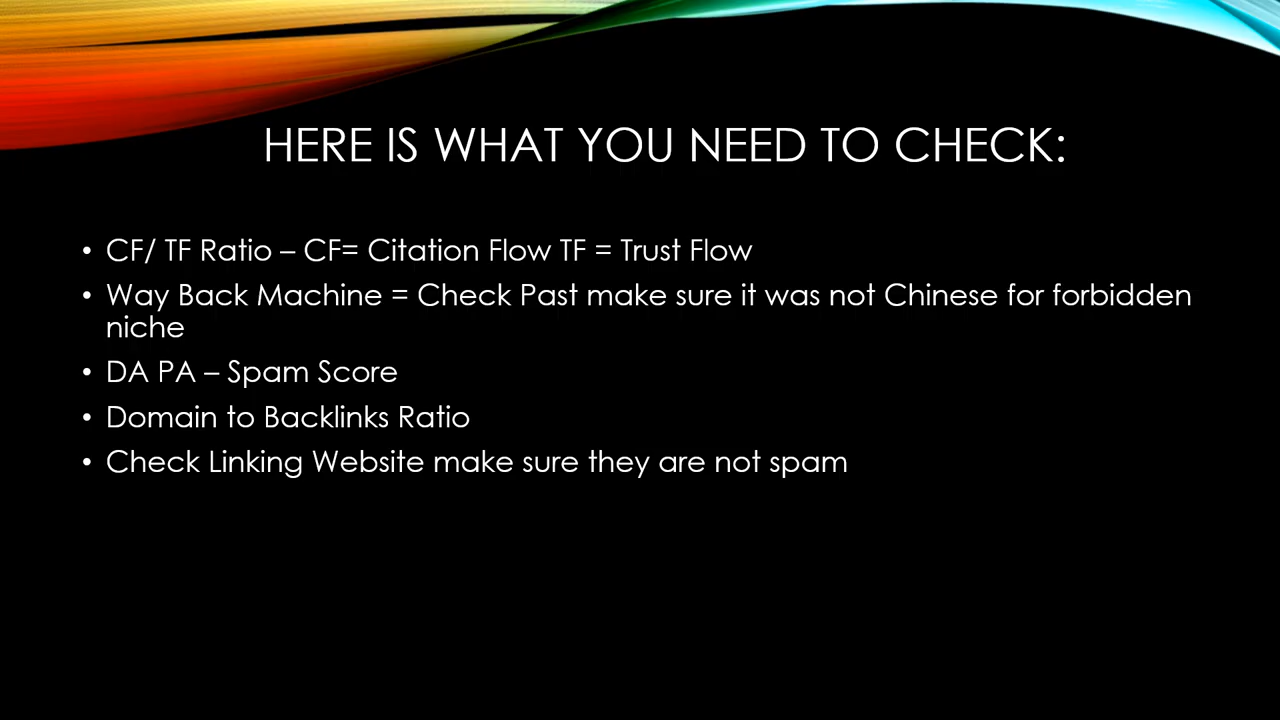 HERE IS WHAT YOU NEED TO CHECK:
• CF/ TF Ratio – CF= Citation Flow TF = Trust Flow
• Way Back Machine = Check Past make sure it was not Chinese for forbidden
niche
• DA PA – Spam Score
• Domain to Backlinks Ratio
• Check Linking Website make sure they are not spam